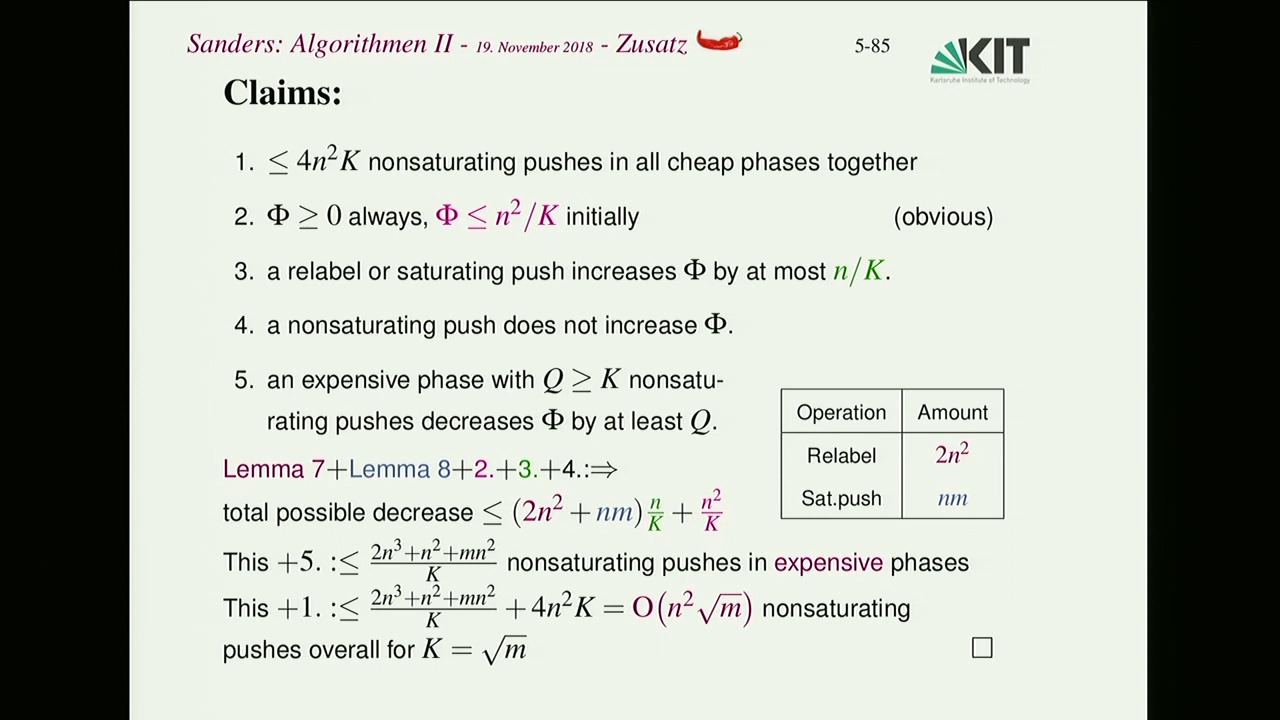 Sanders: Algorithmen II - 19. November 2018 - Zusatz
5-85
KIT
Karlsruhe Institute of Technology
Claims:
1. ≤ 4n²K nonsaturating pushes in all cheap phases together
2. Φ ≥ 0 always, Φ ≤ n²/K initially (obvious)
3. a relabel or saturating push increases Φ by at most n/K.
4. a nonsaturating push does not increase Φ.
5. an expensive phase with Q ≥ K nonsatu-
rating pushes decreases Φ by at least Q.
Operation Amount
Relabel 2n²
Sat.push nm
Lemma 7+Lemma 8+2.+3.+4.:⇒
total possible decrease ≤ (2n² + nm) n/K + n²/K
This +5. :≤ (2n³+n²+mn²)/K nonsaturating pushes in expensive phases
This +1. :≤ (2n³+n²+mn²)/K + 4n²K = O(n²√m) nonsaturating
pushes overall for K = √m □